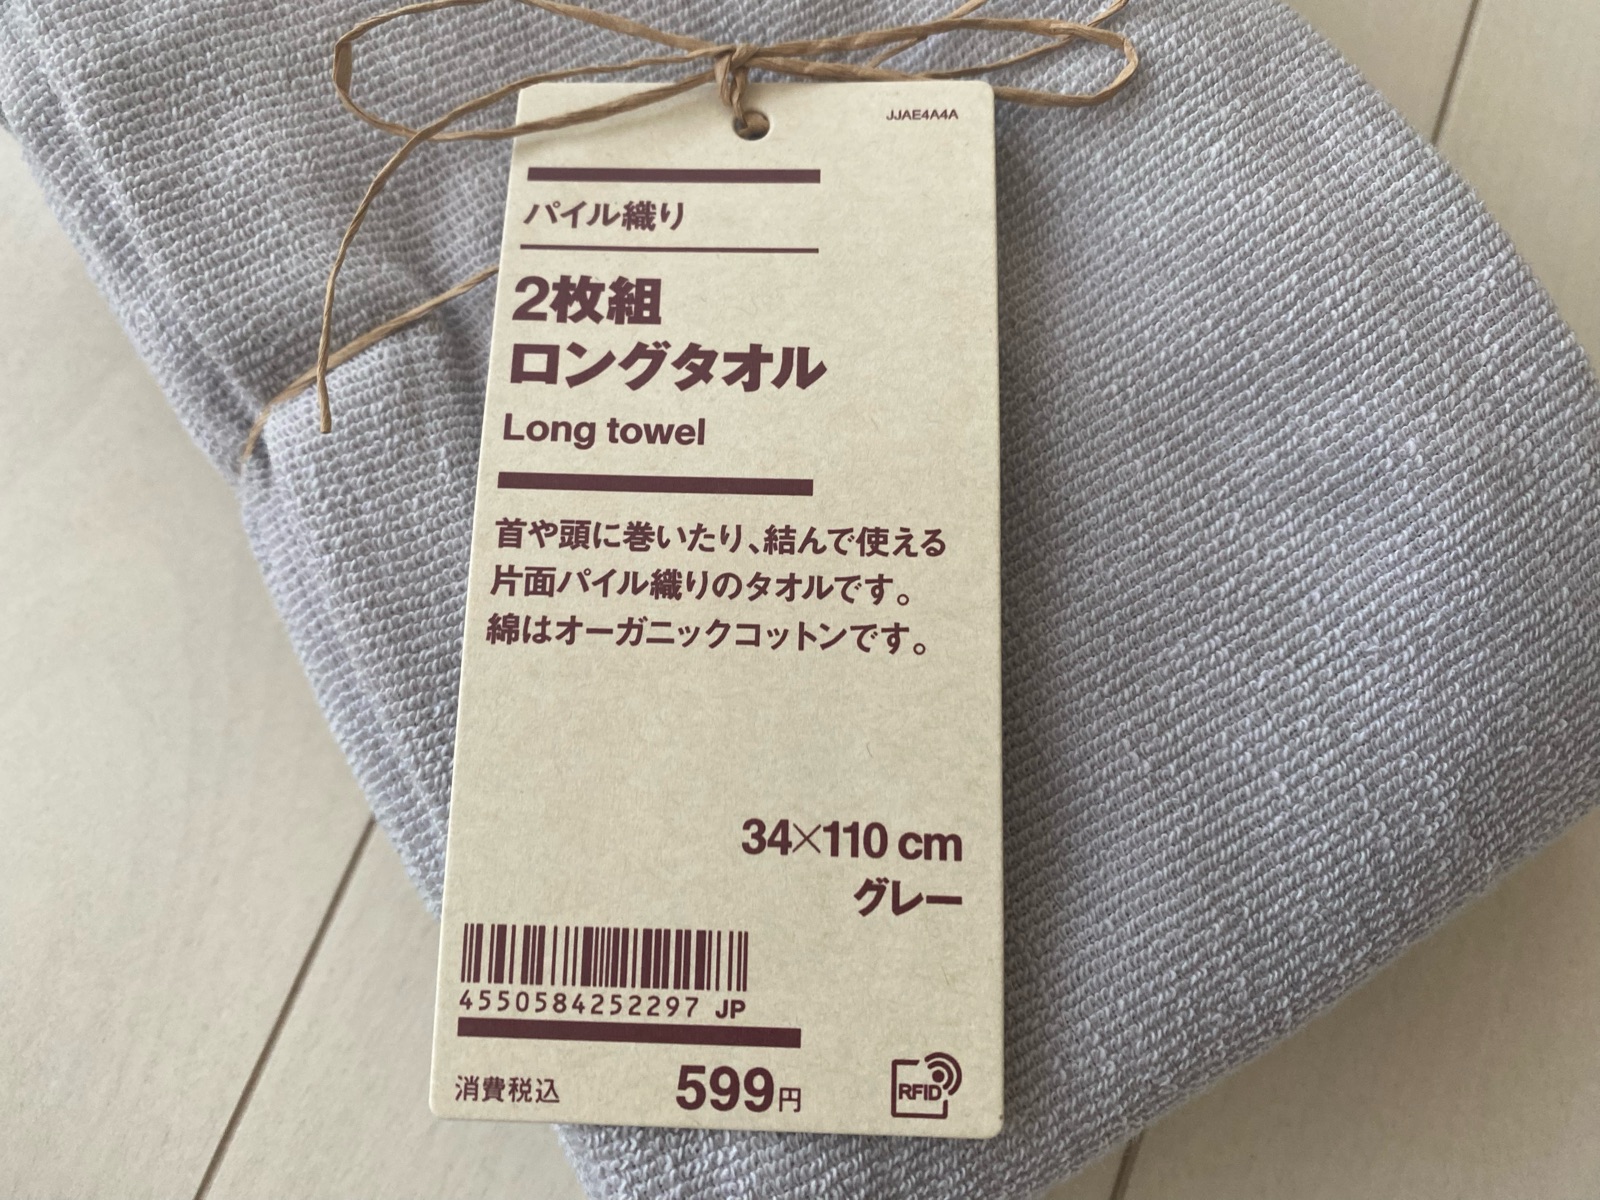 JJAE4A4A
パイル織り
2枚組
ロングタオル
Long towel
首や頭に巻いたり、結んで使える
片面パイル織りのタオルです。
綿はオーガニックコットンです。
34×110 cm
グレー
4550584252297 JP
消費税込 599円
RFID